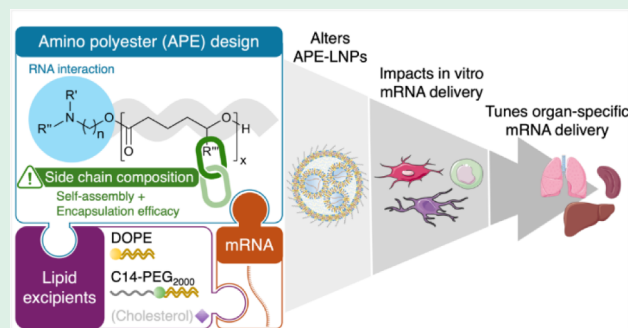 Amino polyester (APE) design
RNA interaction
R'
R''
N
( )n
O
O
O
H
R'''
x
! Side chain composition
Self-assembly +
Encapsulation efficacy
Lipid
excipients
DOPE
C14-PEG2000
(Cholesterol)
mRNA
Alters
APE-LNPs
Impacts in vitro
mRNA delivery
Tunes organ-specific
mRNA delivery